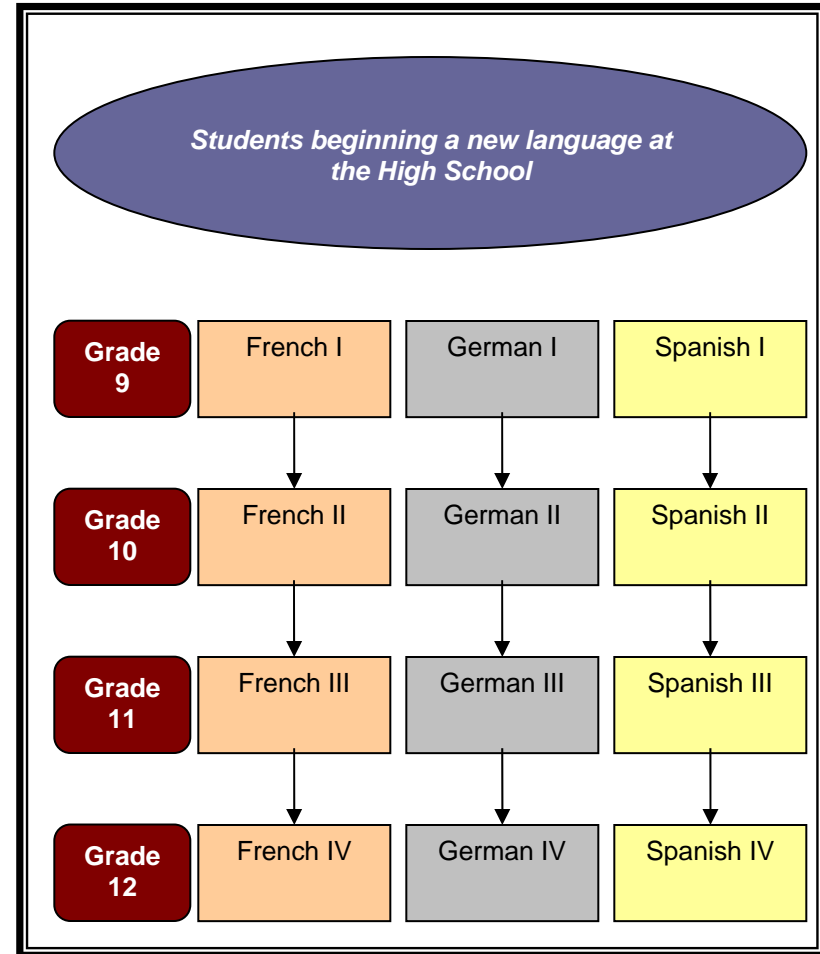 Students beginning a new language at
the High School
Grade
9
French I
German I
Spanish I
Grade
10
French II
German II
Spanish II
Grade
11
French III
German III
Spanish III
Grade
12
French IV
German IV
Spanish IV